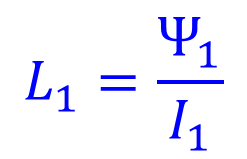 L₁ = Ψ₁ / I₁